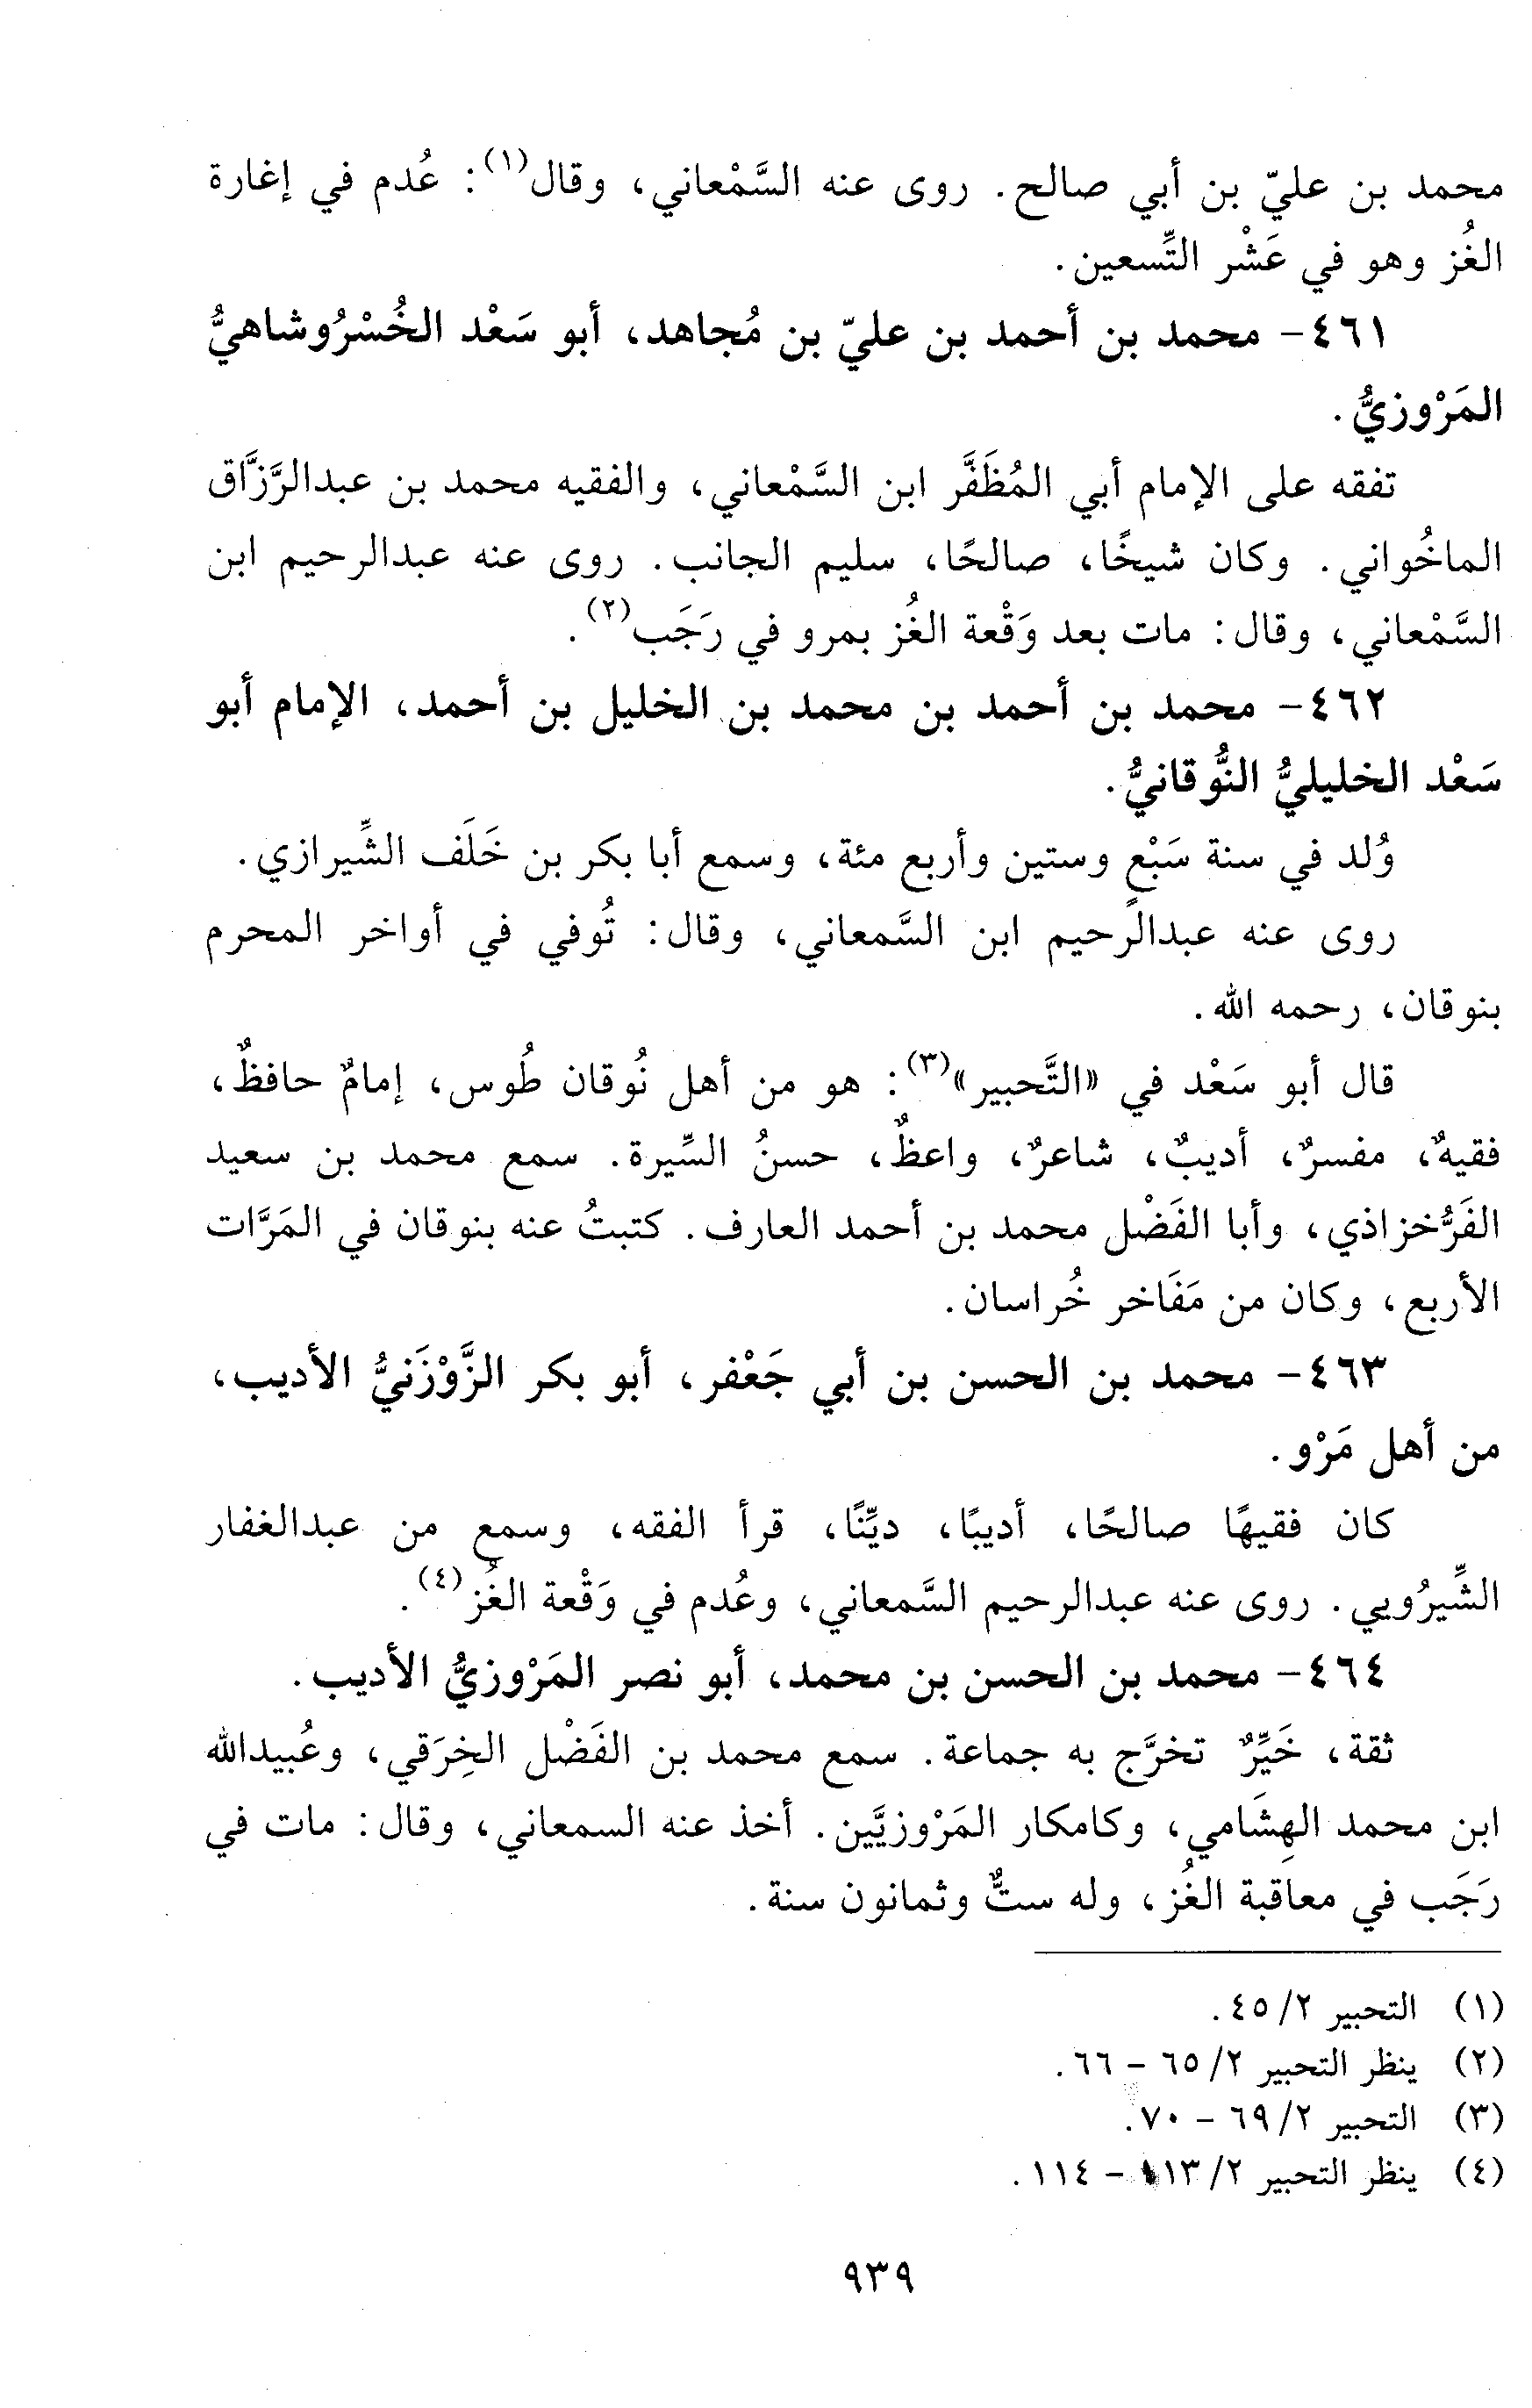 محمد بن عليّ بن أبي صالح. روى عنه السَّمْعاني، وقال(١): عُدم في إغارة
الغُز وهو في عَشْر التِّسعين.
٤٦١- محمد بن أحمد بن عليّ بن مُجاهد، أبو سَعْد الخُسْرُوشاهيُّ
المَرْوزيُّ.
تفقه على الإمام أبي المُظَفَّر ابن السَّمْعاني، والفقيه محمد بن عبدالرَّزَّاق
الماخُواني. وكان شيخًا، صالحًا، سليم الجانب. روى عنه عبدالرحيم ابن
السَّمْعاني، وقال: مات بعد وَقْعة الغُز بمرو في رَجَب(٢).
٤٦٢- محمد بن أحمد بن محمد بن الخليل بن أحمد، الإمام أبو
سَعْد الخليليُّ النُّوقانيُّ.
وُلد في سنة سَبْعٍ وستين وأربع مئة، وسمع أبا بكر بن خَلَف الشِّيرازي.
روى عنه عبدالرحيم ابن السَّمعاني، وقال: تُوفي في أواخر المحرم
بنوقان، رحمه الله.
قال أبو سَعْد في «التَّحبير»(٣): هو من أهل نُوقان طُوس، إمامٌ حافظٌ،
فقيهٌ، مفسرٌ، أديبٌ، شاعرٌ، واعظٌ، حسنُ السِّيرة. سمع محمد بن سعيد
الفَرُّخزاذي، وأبا الفَضْل محمد بن أحمد العارف. كتبتُ عنه بنوقان في المَرَّات
الأربع، وكان من مَفَاخر خُراسان.
٤٦٣- محمد بن الحسن بن أبي جَعْفر، أبو بكر الزَّوْزَنيُّ الأديب،
من أهل مَرْو.
كان فقيهًا صالحًا، أديبًا، ديِّنًا، قرأ الفقه، وسمع من عبدالغفار
الشِّيرُويي. روى عنه عبدالرحيم السَّمعاني، وعُدم في وَقْعة الغُز(٤).
٤٦٤- محمد بن الحسن بن محمد، أبو نصر المَرْوزيُّ الأديب.
ثقة، خَيِّرٌ تخرَّج به جماعة. سمع محمد بن الفَضْل الخِرَقي، وعُبيدالله
ابن محمد الهِشَامي، وكامكار المَرْوزيَّين. أخذ عنه السمعاني، وقال: مات في
رَجَب في معاقبة الغُز، وله ستٌّ وثمانون سنة.
(١) التحبير ٢/ ٤٥.
(٢) ينظر التحبير ٢/ ٦٥ - ٦٦.
(٣) التحبير ٢/ ٦٩ - ٧٠.
(٤) ينظر التحبير ٢/ ١١٣ - ١١٤.
٩٣٩